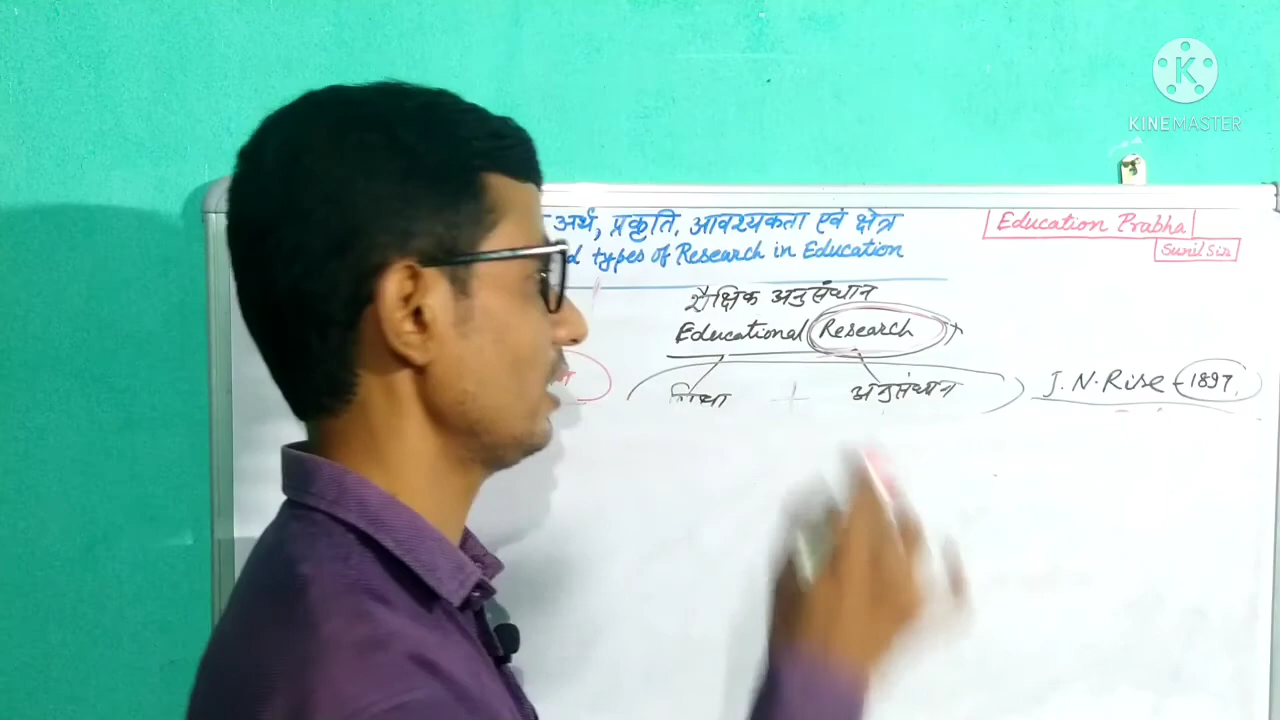 KINEMASTER
अर्थ, प्रकृति, आवश्यकता एवं क्षेत्र
types of Research in Education
Education Prabha
Sunil Sir
शैक्षिक अनुसंधान
Educational Research
शिक्षा + अनुसंधान
J. N. Rise - 1897.